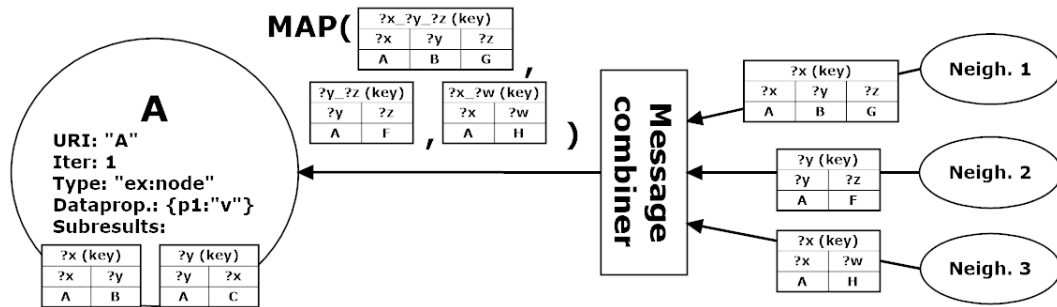 MAP(
?x_?y_?z (key)
?x ?y ?z
A B G
,
?y_?z (key)
?y ?z
A F
,
?x_?w (key)
?x ?w
A H
)
A
URI: "A"
Iter: 1
Type: "ex:node"
Dataprop.: {p1:"v"}
Subresults:
?x (key)
?x ?y
A B
?y (key)
?y ?x
A C
Message
combiner
?x (key)
?x ?y ?z
A B G
Neigh. 1
?y (key)
?y ?z
A F
Neigh. 2
?x (key)
?x ?w
A H
Neigh. 3